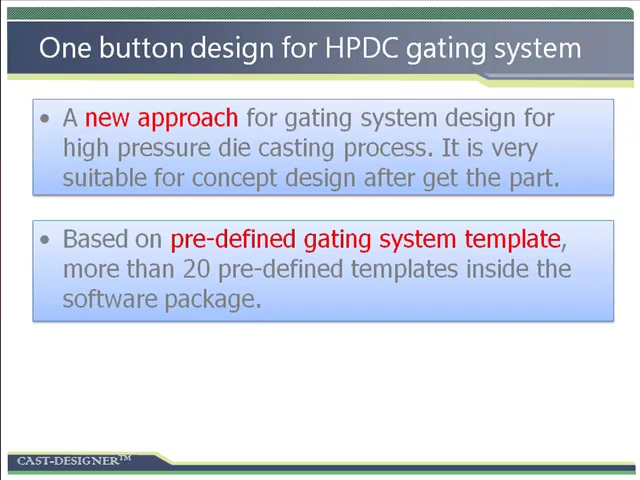 One button design for HPDC gating system
• A new approach for gating system design for
high pressure die casting process. It is very
suitable for concept design after get the part.
• Based on pre-defined gating system template,
more than 20 pre-defined templates inside the
software package.
CAST-DESIGNER™